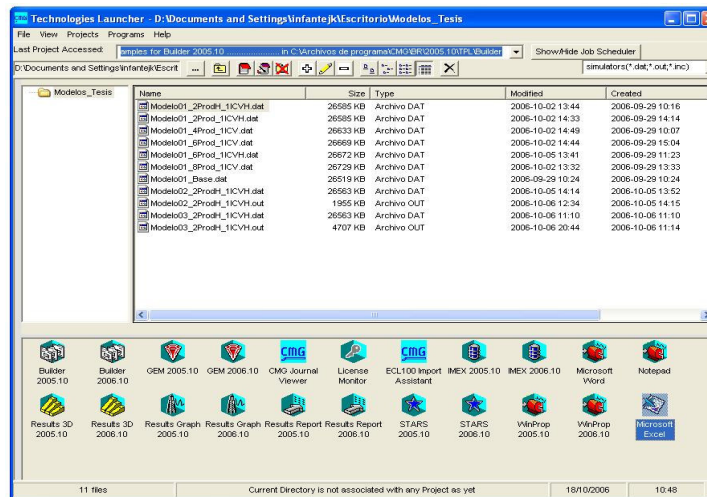 Technologies Launcher - D:\Documents and Settings\infantejk\Escritorio\Modelos_Tesis
File View Projects Programs Help
Last Project Accessed: amples for Builder 2005.10 .................... in C:\Archivos de programa\CMG\BR\2005.10\TPL\Builder Show/Hide Job Scheduler
D:\Documents and Settings\infantejk\Escrit ... simulators(*.dat;*.out;*.inc)
Modelos_Tesis
Name Size Type Modified Created
Modelo01_2ProdH_1ICVH.dat 26585 KB Archivo DAT 2006-10-02 13:44 2006-09-29 10:16
Modelo01_2Prod_1ICVH.dat 26585 KB Archivo DAT 2006-10-02 14:33 2006-09-29 14:14
Modelo01_4Prod_1ICV.dat 26633 KB Archivo DAT 2006-10-02 14:49 2006-09-29 10:07
Modelo01_6Prod_1ICV.dat 26669 KB Archivo DAT 2006-10-02 14:44 2006-09-29 15:04
Modelo01_6Prod_1ICVH.dat 26672 KB Archivo DAT 2006-10-05 13:41 2006-09-29 11:23
Modelo01_8Prod_1ICV.dat 26729 KB Archivo DAT 2006-10-02 13:32 2006-09-29 13:33
Modelo01_Base.dat 26519 KB Archivo DAT 2006-09-29 10:24 2006-09-29 10:24
Modelo02_2ProdH_1ICVH.dat 26563 KB Archivo DAT 2006-10-05 14:14 2006-10-05 13:52
Modelo02_2ProdH_1ICVH.out 1955 KB Archivo OUT 2006-10-06 12:34 2006-10-05 14:15
Modelo03_2ProdH_1ICVH.dat 26563 KB Archivo DAT 2006-10-06 11:10 2006-10-06 11:10
Modelo03_2ProdH_1ICVH.out 4707 KB Archivo OUT 2006-10-06 20:44 2006-10-06 11:14
Builder 2005.10
Builder 2006.10
GEM 2005.10
GEM 2006.10
CMG
CMG Journal Viewer
License Monitor
CMG
ECL100 Import Assistant
IMEX 2005.10
IMEX 2006.10
Microsoft Word
Notepad
Results 3D 2005.10
Results 3D 2006.10
Results Graph 2005.10
Results Graph 2006.10
Results Report 2005.10
Results Report 2006.10
STARS 2005.10
STARS 2006.10
WinProp 2005.10
WinProp 2006.10
Microsoft Excel
11 files Current Directory is not associated with any Project as yet 18/10/2006 10:48